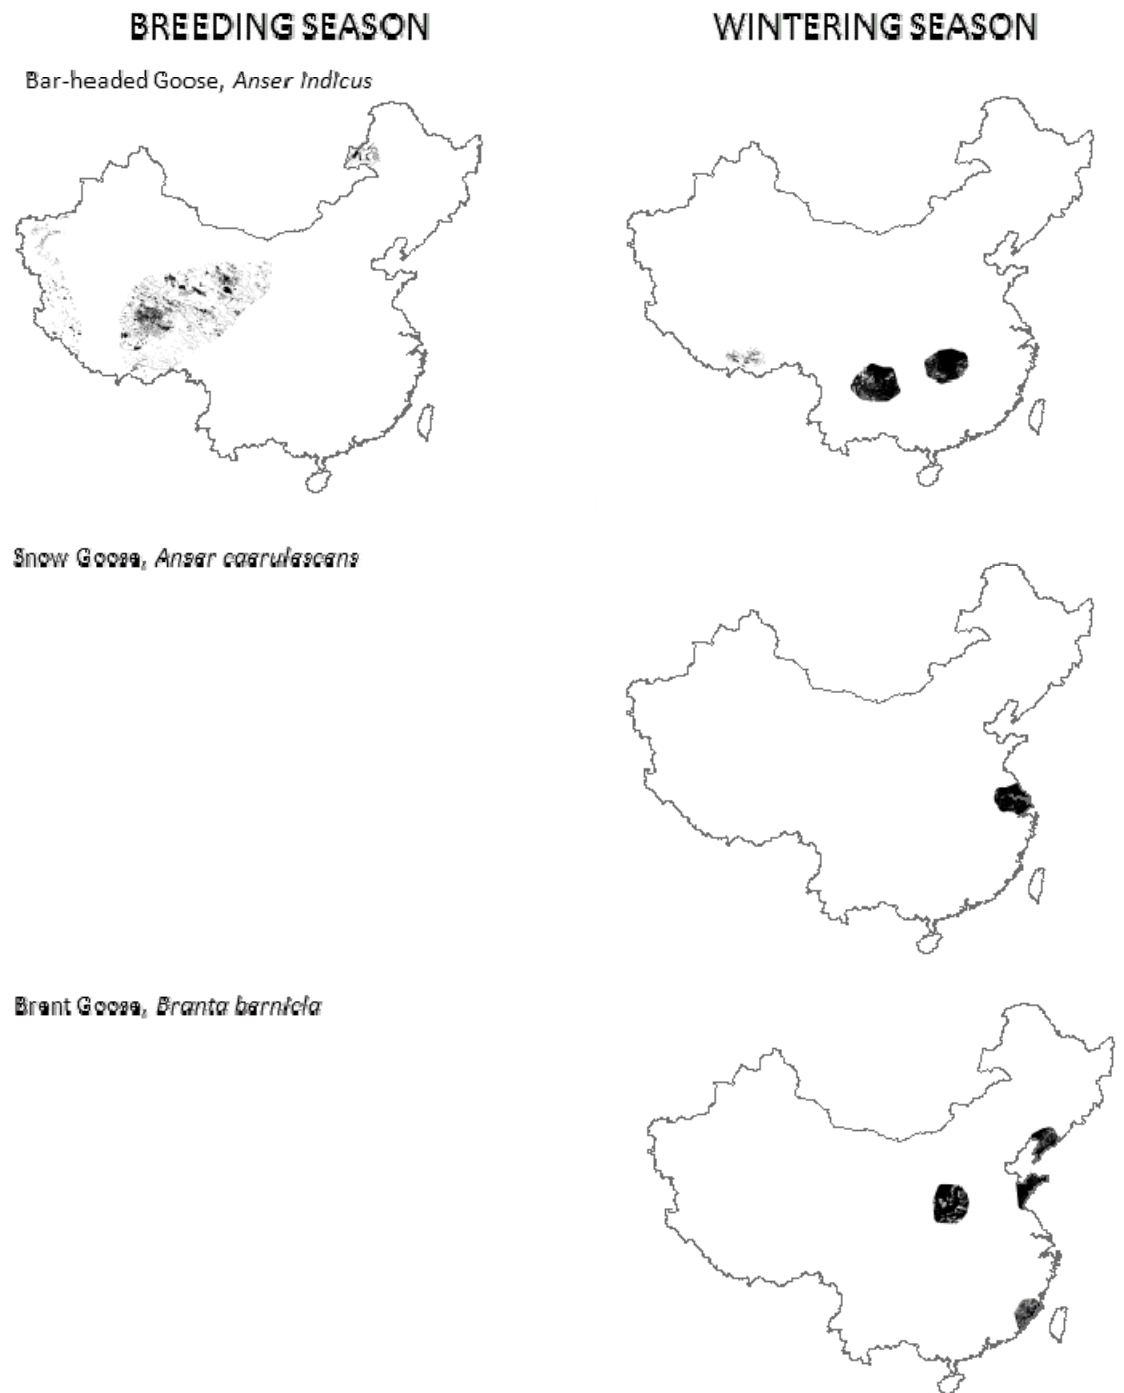 BREEDING SEASON
WINTERING SEASON
Bar-headed Goose, Anser indicus
Snow Goose, Anser caerulescens
Brent Goose, Branta bernicla